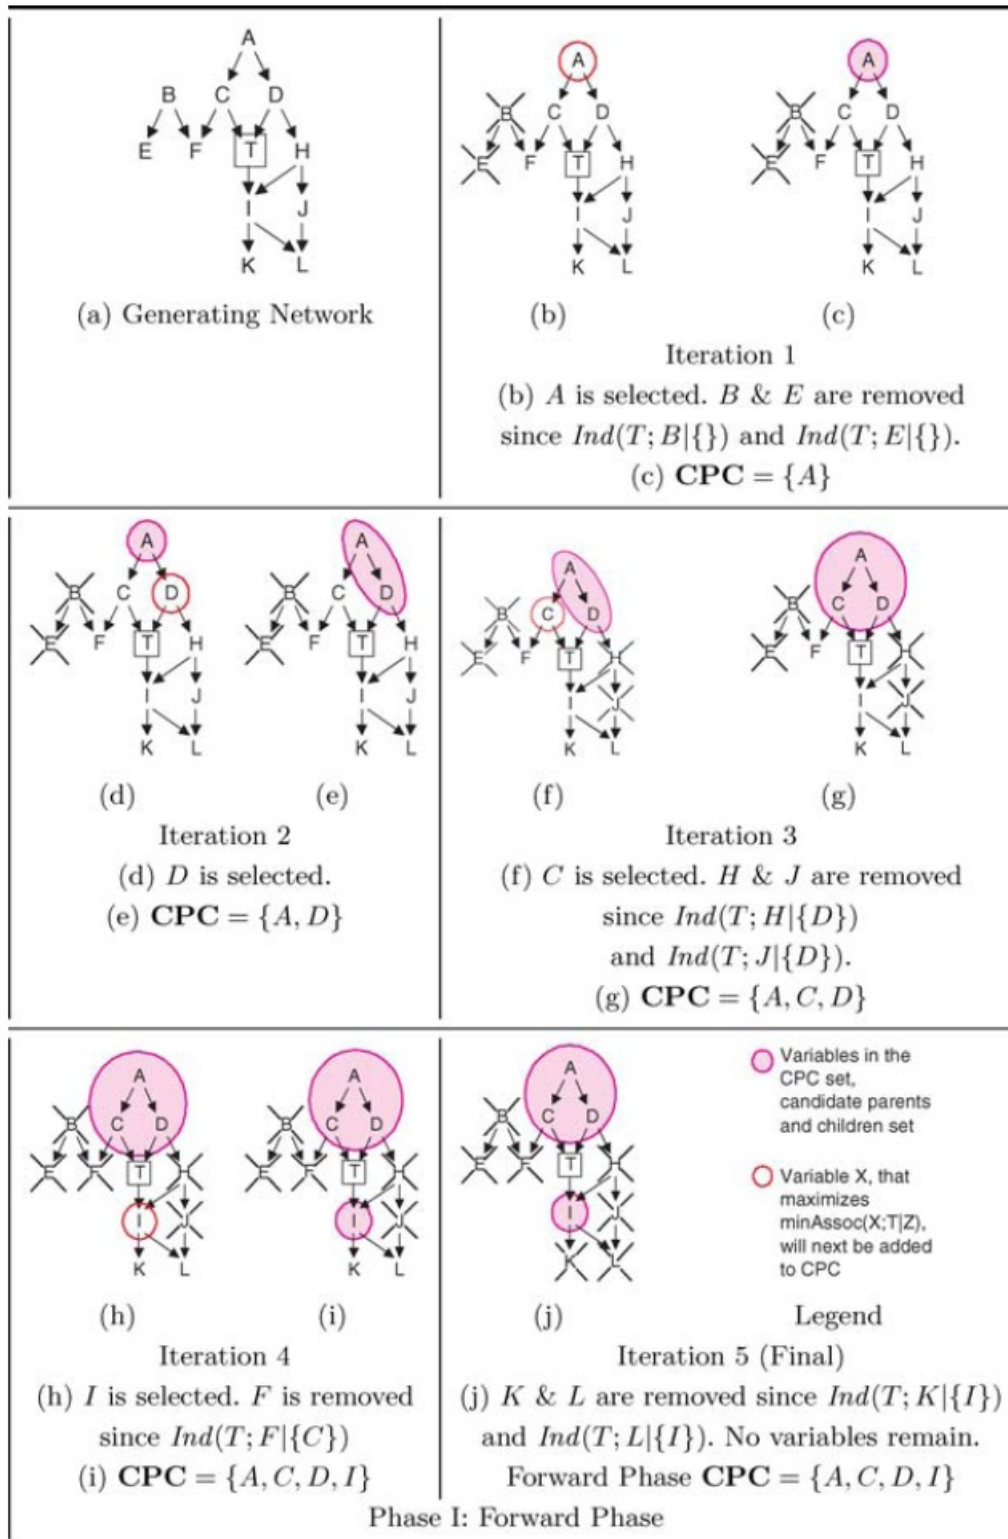 A
B C D
E F T H
I J
K L
(a) Generating Network
A
B C D
E F T H
I J
K L
(b)
A
B C D
E F T H
I J
K L
(c)
Iteration 1
(b) A is selected. B & E are removed
since Ind(T; B|{}) and Ind(T; E|{}).
(c) CPC = {A}
A
B C D
E F T H
I J
K L
(d)
A
B C D
E F T H
I J
K L
(e)
Iteration 2
(d) D is selected.
(e) CPC = {A, D}
A
B C D
E F T H
I J
K L
(f)
A
B C D
E F T H
I J
K L
(g)
Iteration 3
(f) C is selected. H & J are removed
since Ind(T; H|{D})
and Ind(T; J|{D}).
(g) CPC = {A, C, D}
A
B C D
E F T H
I J
K L
(h)
A
B C D
E F T H
I J
K L
(i)
Iteration 4
(h) I is selected. F is removed
since Ind(T; F|{C})
(i) CPC = {A, C, D, I}
A
B C D
E F T H
I J
K L
(j)
Variables in the
CPC set,
candidate parents
and children set
Variable X, that
maximizes
minAssoc(X;T|Z),
will next be added
to CPC
Legend
Iteration 5 (Final)
(j) K & L are removed since Ind(T; K|{I})
and Ind(T; L|{I}). No variables remain.
Forward Phase CPC = {A, C, D, I}
Phase I: Forward Phase